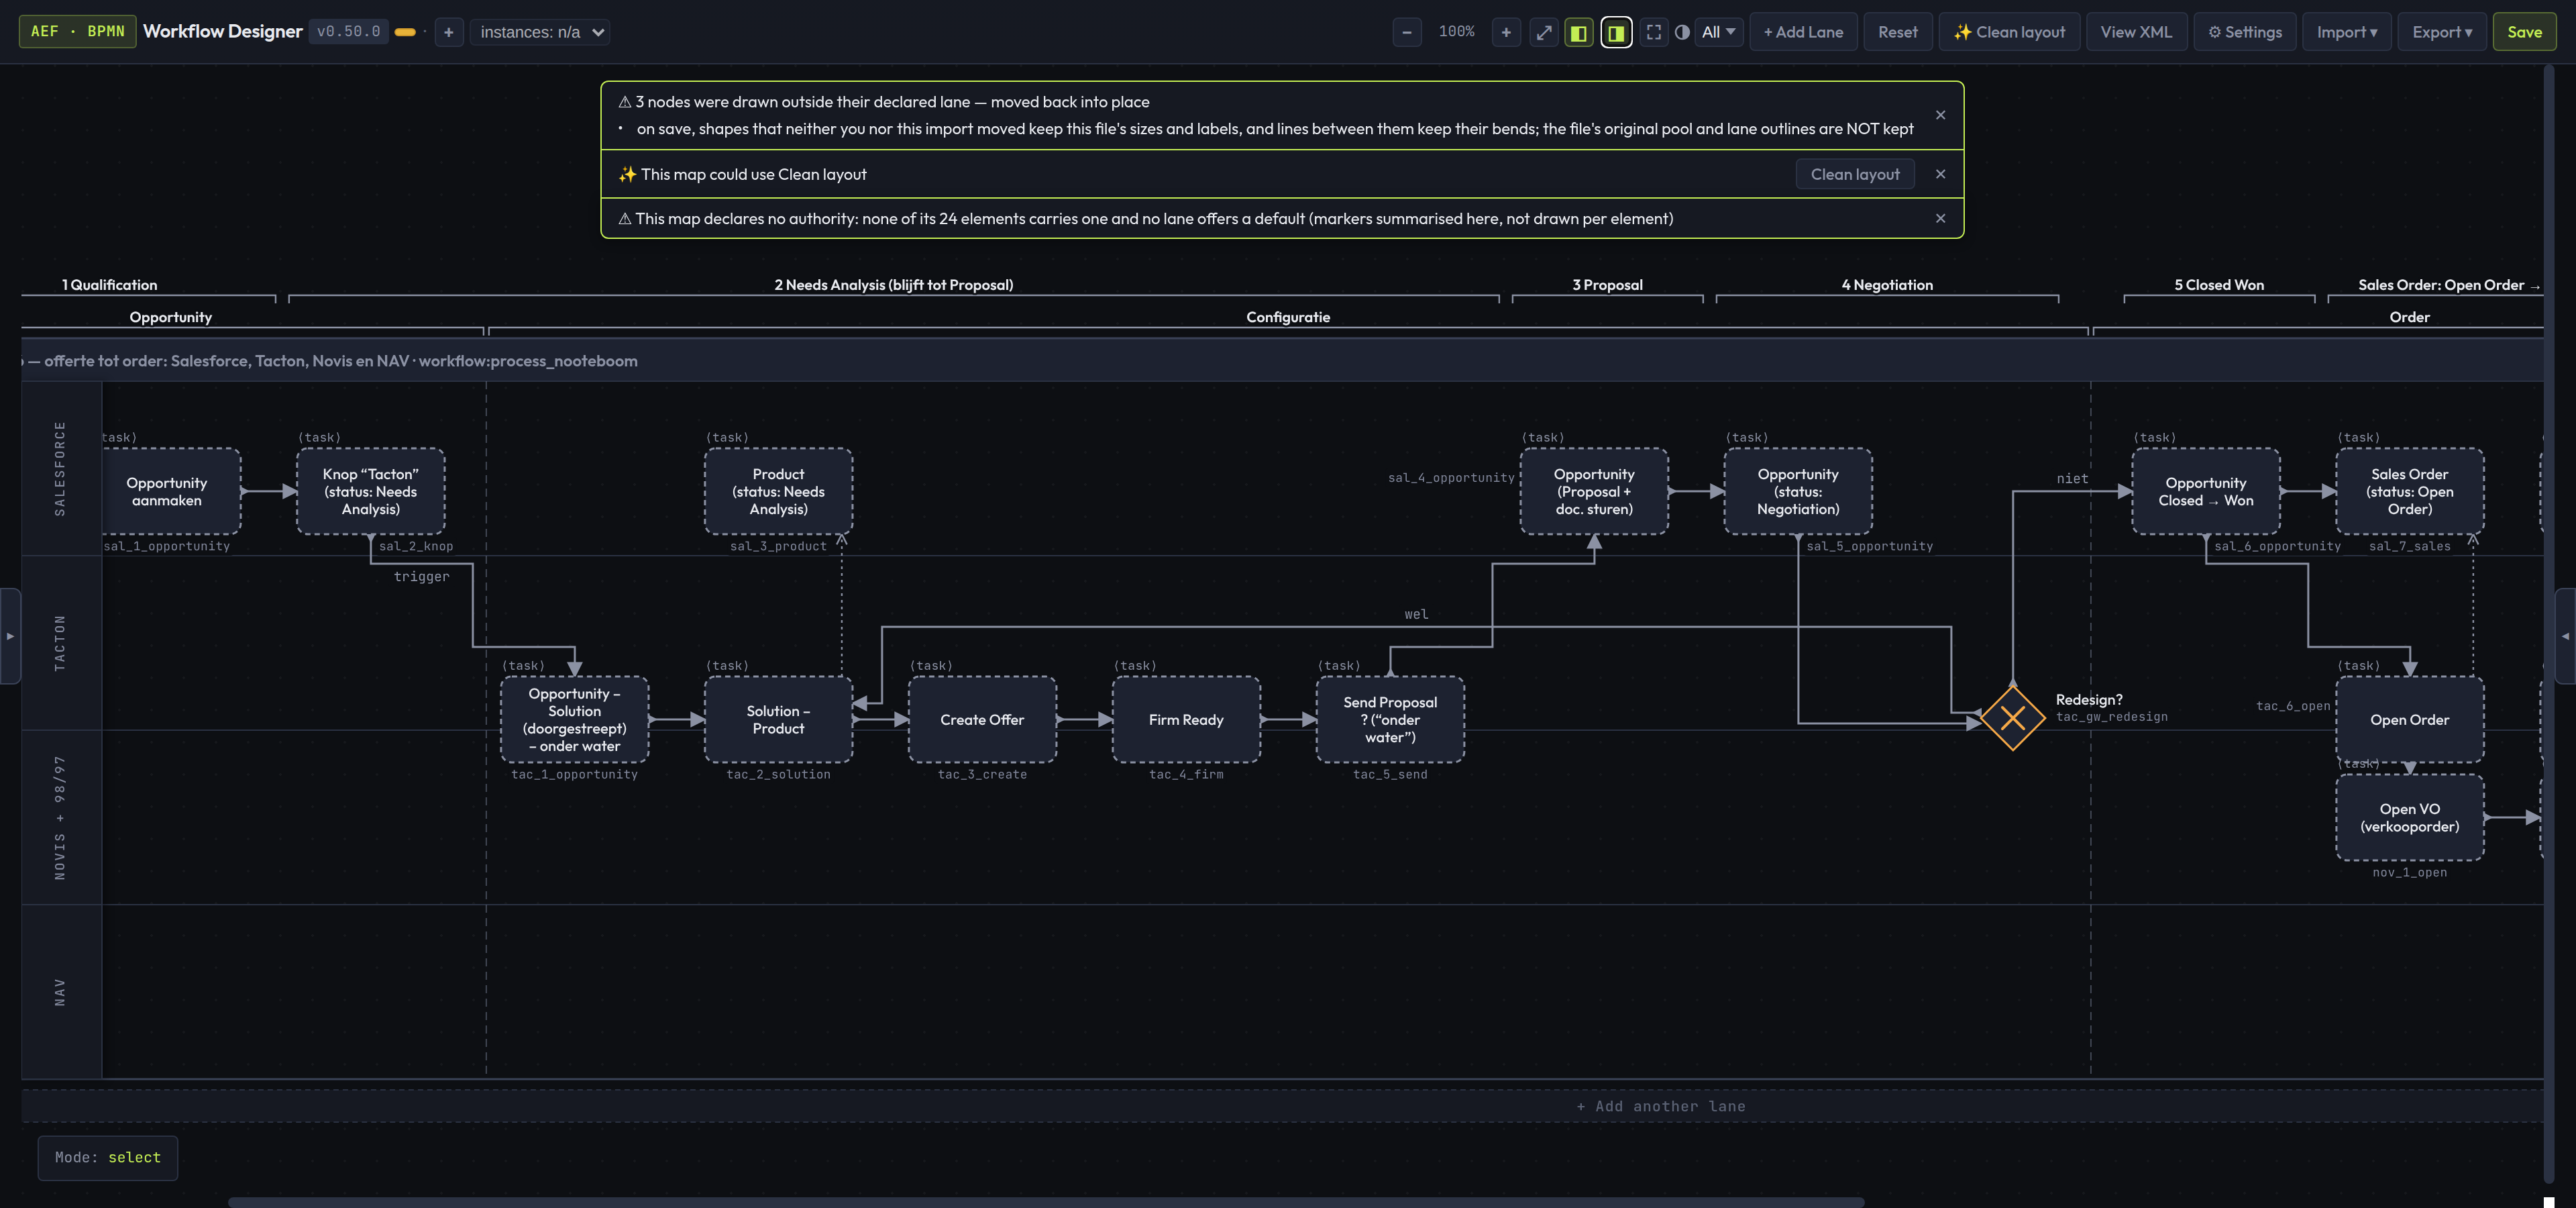 AEF · BPMN Workflow Designer v0.50.0 · + instances: n/a
− 100% + All + Add Lane Reset ✨ Clean layout View XML ⚙ Settings Import ▾ Export ▾ Save
⚠ 3 nodes were drawn outside their declared lane — moved back into place
• on save, shapes that neither you nor this import moved keep this file's sizes and labels, and lines between them keep their bends; the file's original pool and lane outlines are NOT kept
✨ This map could use Clean layout
Clean layout
⚠ This map declares no authority: none of its 24 elements carries one and no lane offers a default (markers summarised here, not drawn per element)
1 Qualification
2 Needs Analysis (blijft tot Proposal)
3 Proposal
4 Negotiation
5 Closed Won
Sales Order: Open Order →
Opportunity
Configuratie
Order
— offerte tot order: Salesforce, Tacton, Novis en NAV · workflow:process_nooteboom
SALESFORCE
task⟩
Opportunity
aanmaken
sal_1_opportunity
⟨task⟩
Knop “Tacton”
(status: Needs
Analysis)
sal_2_knop
trigger
⟨task⟩
Product
(status: Needs
Analysis)
sal_3_product
sal_4_opportunity
⟨task⟩
Opportunity
(Proposal +
doc. sturen)
⟨task⟩
Opportunity
(status:
Negotiation)
sal_5_opportunity
niet
⟨task⟩
Opportunity
Closed → Won
sal_6_opportunity
⟨task⟩
Sales Order
(status: Open
Order)
sal_7_sales
TACTON
wel
⟨task⟩
Opportunity –
Solution
(doorgestreept)
– onder water
tac_1_opportunity
⟨task⟩
Solution –
Product
tac_2_solution
⟨task⟩
Create Offer
tac_3_create
⟨task⟩
Firm Ready
tac_4_firm
⟨task⟩
Send Proposal
? (“onder
water”)
tac_5_send
Redesign?
tac_gw_redesign
tac_6_open
⟨task⟩
Open Order
NOVIS + 98/97
⟨task⟩
Open VO
(verkooporder)
nov_1_open
NAV
+ Add another lane
Mode: select